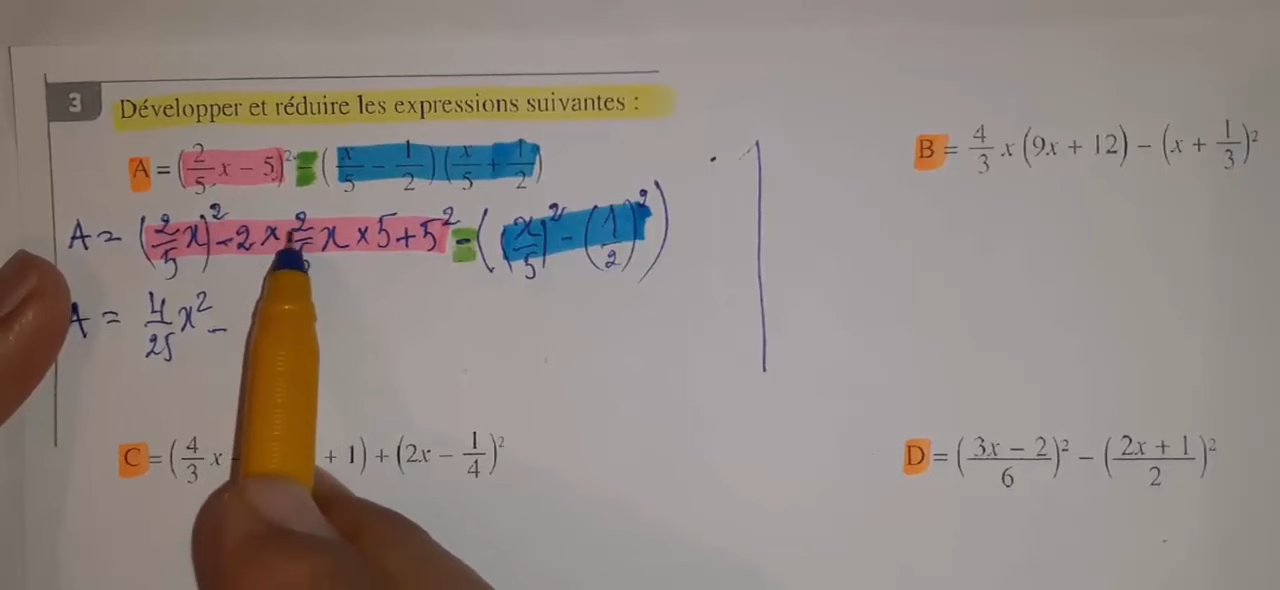 3 Développer et réduire les expressions suivantes :
A = (2/5 x − 5)² − (x/5 − 1/2)(x/5 + 1/2)
B = 4/3 x (9x + 12) − (x + 1/3)²
A = (2/5 x)² − 2 × 2/5 x × 5 + 5² − ((x/5)² − (1/2)²)
A = 4/25 x² −
C = (4/3 x + 1) + (2x − 1/4)²
D = ((3x − 2)/6)² − ((2x + 1)/2)²